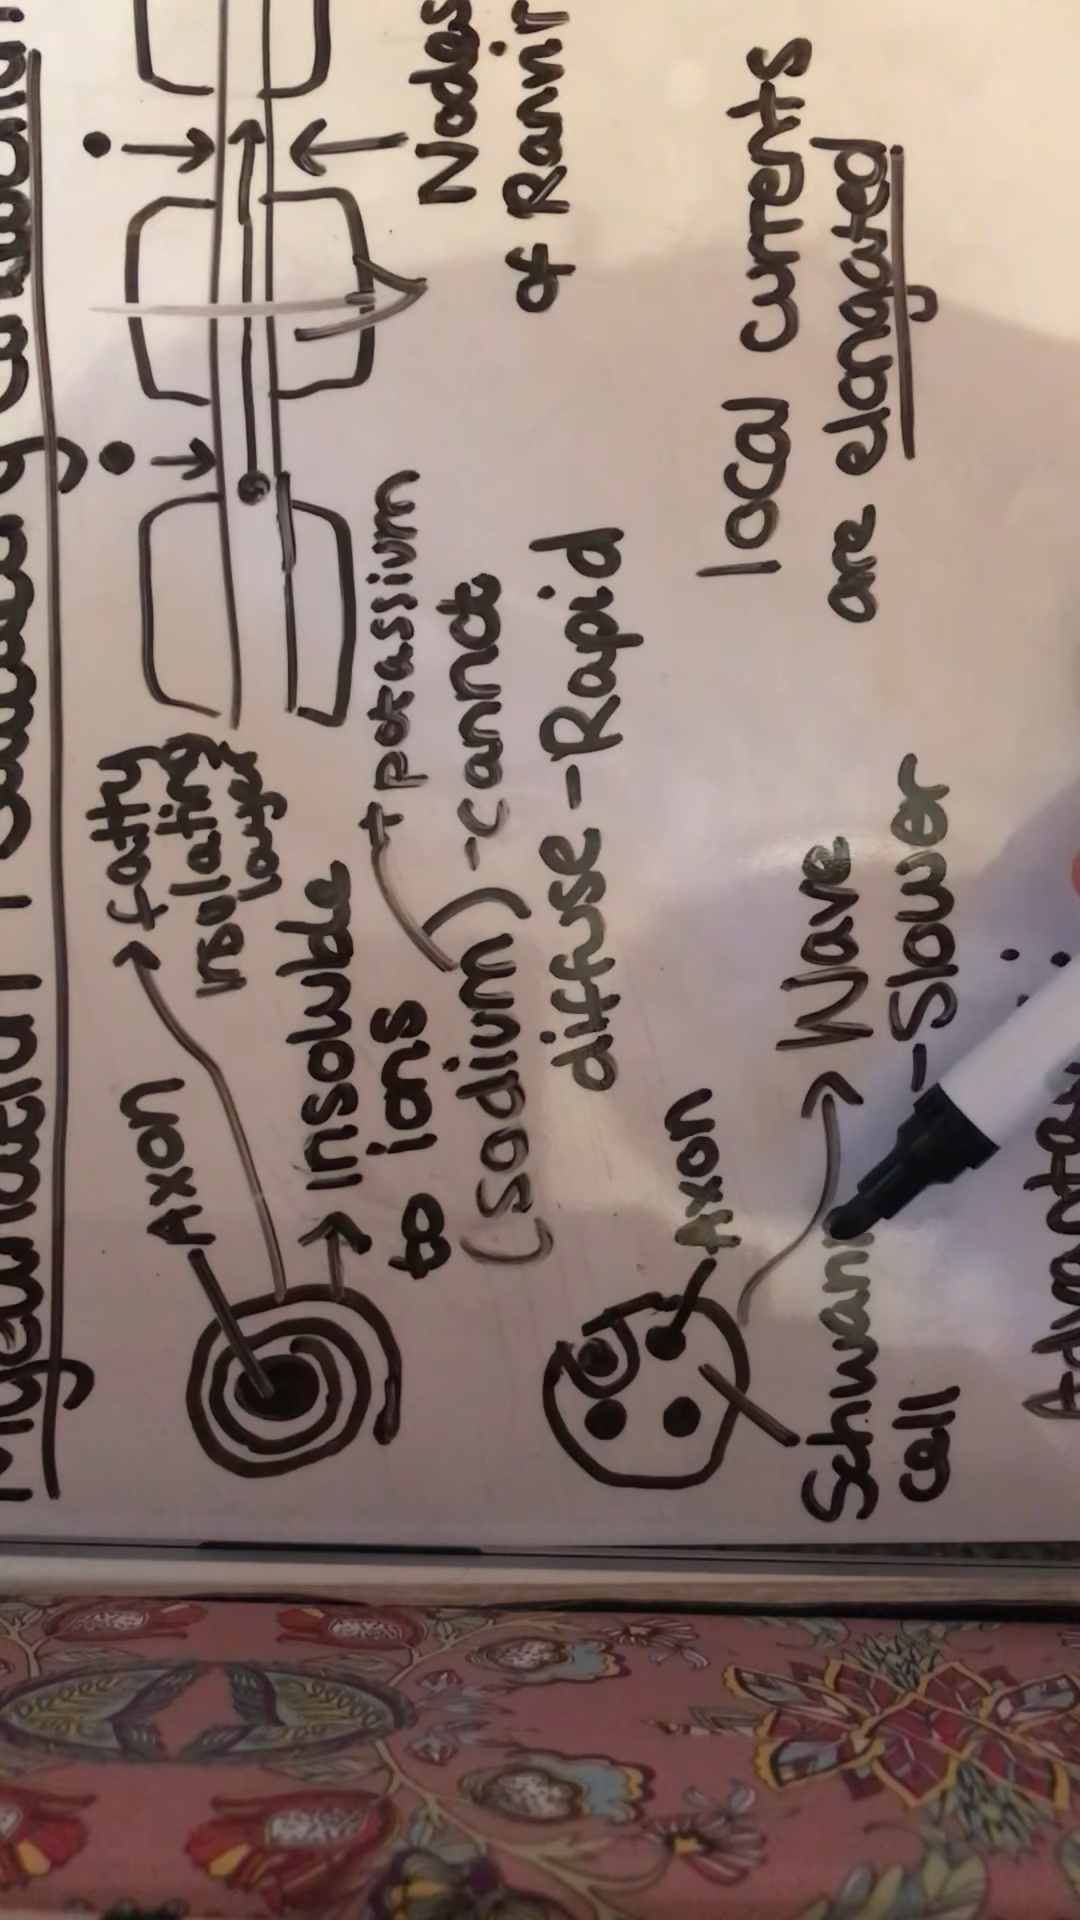 Axon
fatty
insulating
layer
insoluble
to ions
(sodium)
+ potassium
- cannot
diffuse - Rapid
Nodes
of Ranvir
local currents
are elongated
Axon
Schwann
cell
Wave
- Slower